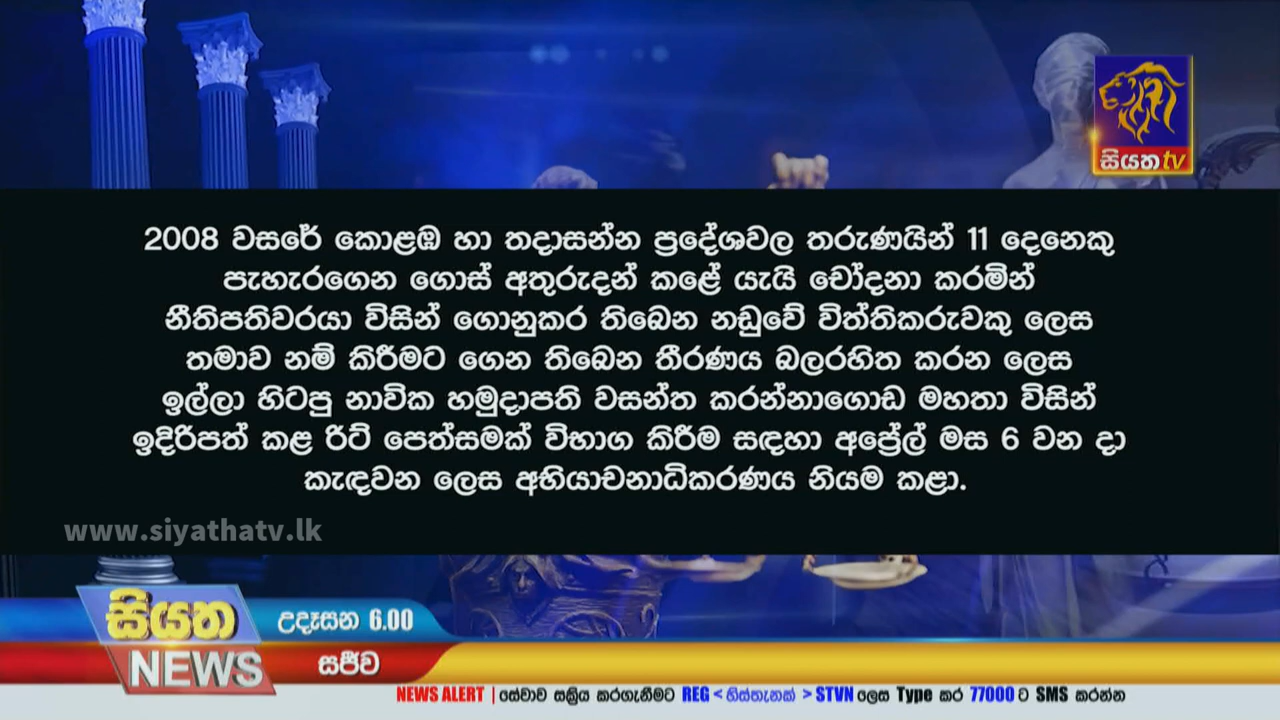 සියත tv
2008 වසරේ කොළඹ හා තදාසන්න ප්‍රදේශවල තරුණයින් 11 දෙනෙකු
පැහැරගෙන ගොස් අතුරුදන් කළේ යැයි චෝදනා කරමින්
නීතිපතිවරයා විසින් ගොනුකර තිබෙන නඩුවේ විත්තිකරුවකු ලෙස
තමාව නම් කිරීමට ගෙන තිබෙන තීරණය බලරහිත කරන ලෙස
ඉල්ලා හිටපු නාවික හමුදාපති වසන්ත කරන්නාගොඩ මහතා විසින්
ඉදිරිපත් කළ රිට් පෙත්සමක් විභාග කිරීම සඳහා අප්‍රේල් මස 6 වන දා
කැඳවන ලෙස අභියාචනාධිකරණය නියම කළා.
www.siyathatv.lk
සියත
NEWS
උදෑසන 6.00
සජීව
NEWS ALERT | සේවාව සක්‍රිය කරගැනීමට REG < හිස්තැනක් > STVN ලෙස Type කර 77000 ට SMS කරන්න